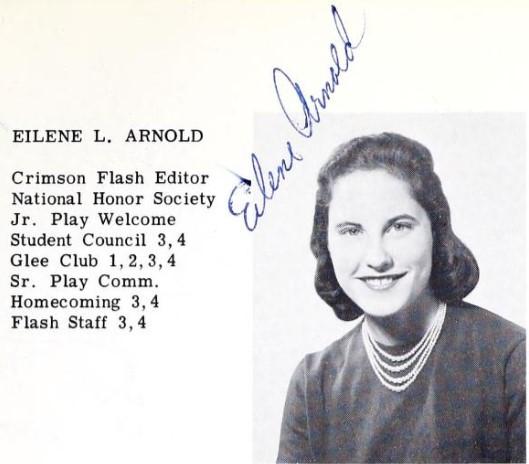 Eilene Arnold
EILENE L. ARNOLD
Crimson Flash Editor
National Honor Society
Jr. Play Welcome
Student Council 3,4
Glee Club 1,2,3,4
Sr. Play Comm.
Homecoming 3,4
Flash Staff 3,4